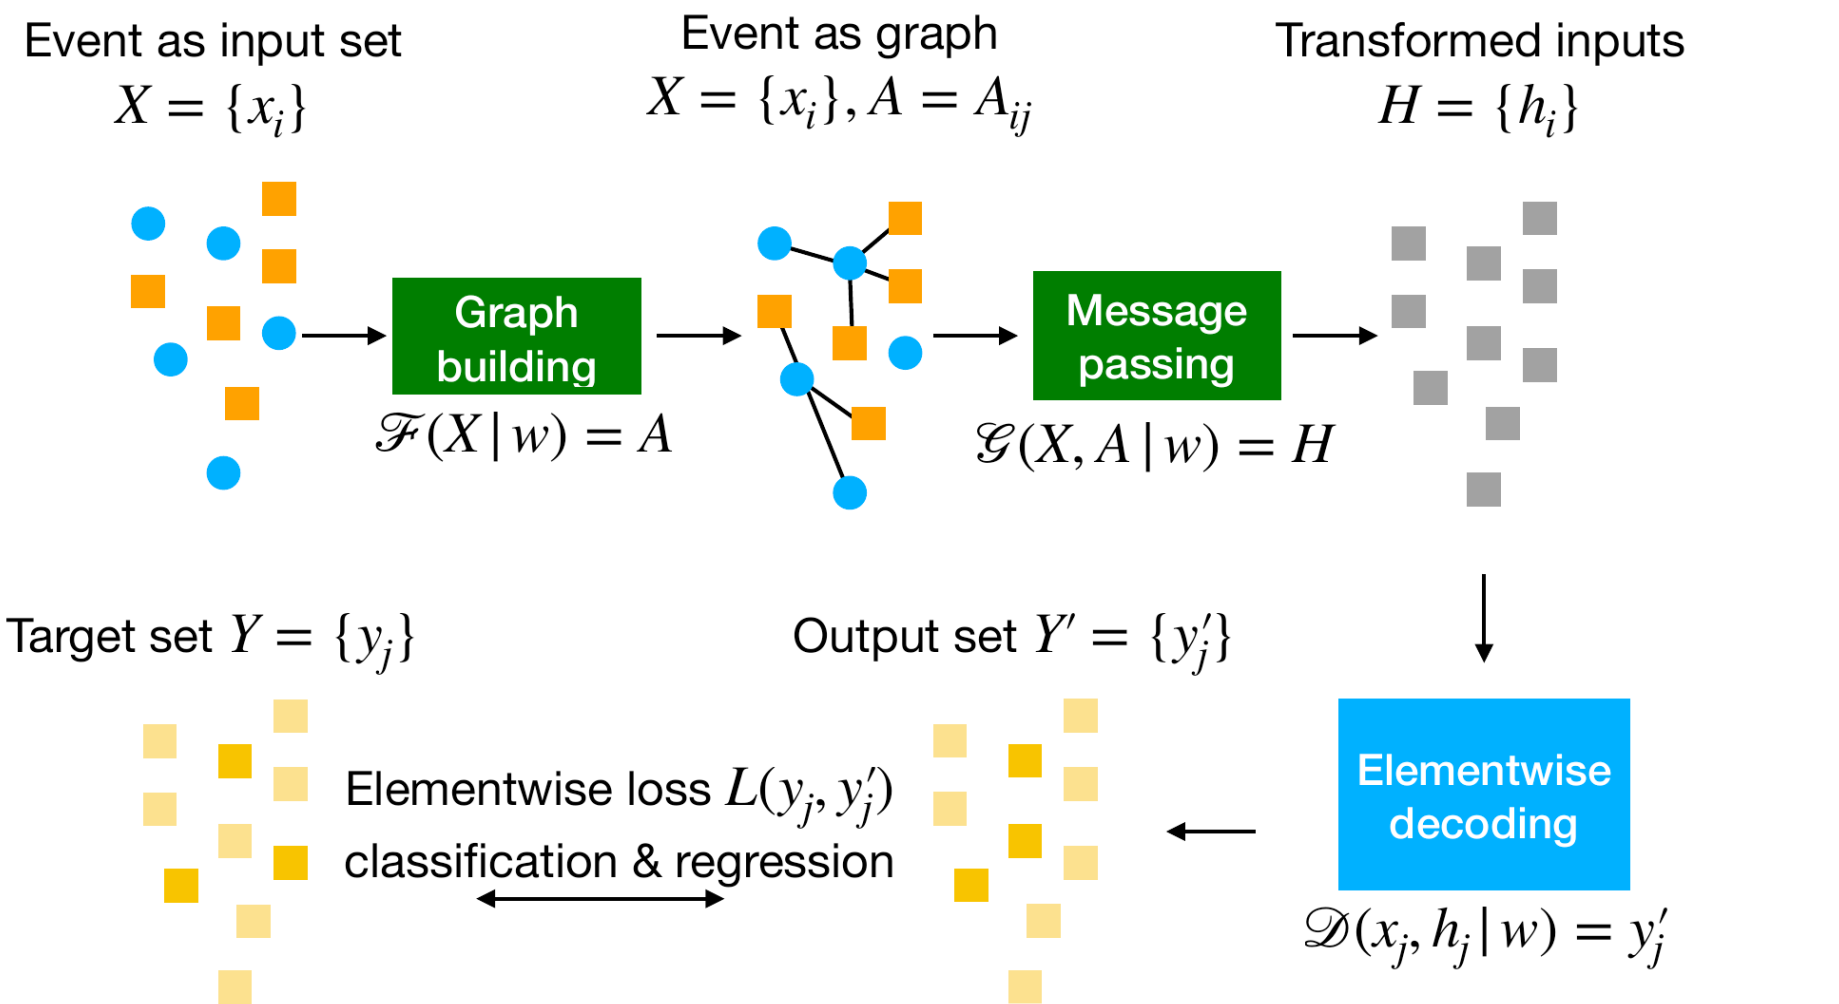 Event as input set
X = {x_i}
Event as graph
X = {x_i}, A = A_ij
Transformed inputs
H = {h_i}
Graph
building
ℱ(X | w) = A
Message
passing
𝒢(X, A | w) = H
Target set Y = {y_j}
Output set Y′ = {y′_j}
Elementwise loss L(y_j, y′_j)
classification & regression
Elementwise
decoding
𝒟(x_j, h_j | w) = y′_j